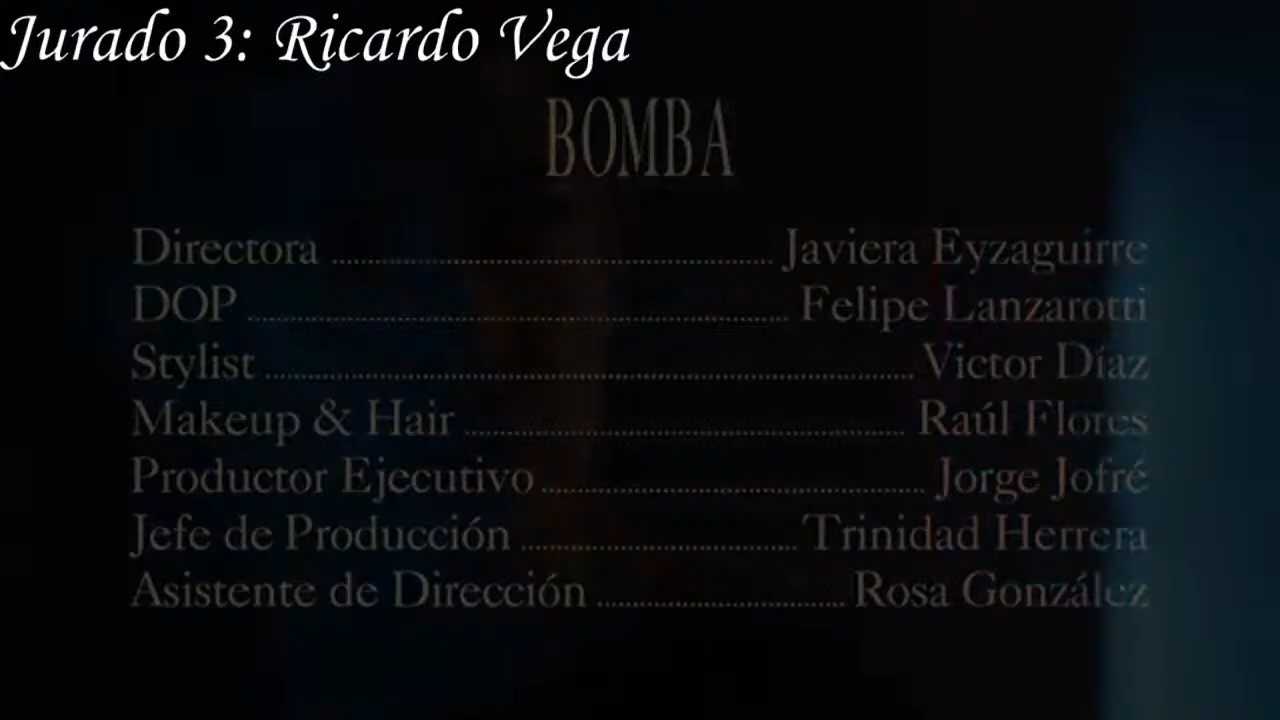 Jurado 3: Ricardo Vega
BOMBA
Directora ........................ Javiera Eyzaguirre
DOP ........................ Felipe Lanzarotti
Stylist ........................ Victor Díaz
Makeup & Hair ........................ Raúl Flores
Productor Ejecutivo ........................ Jorge Jofré
Jefe de Producción ........................ Trinidad Herrera
Asistente de Dirección ........................ Rosa González